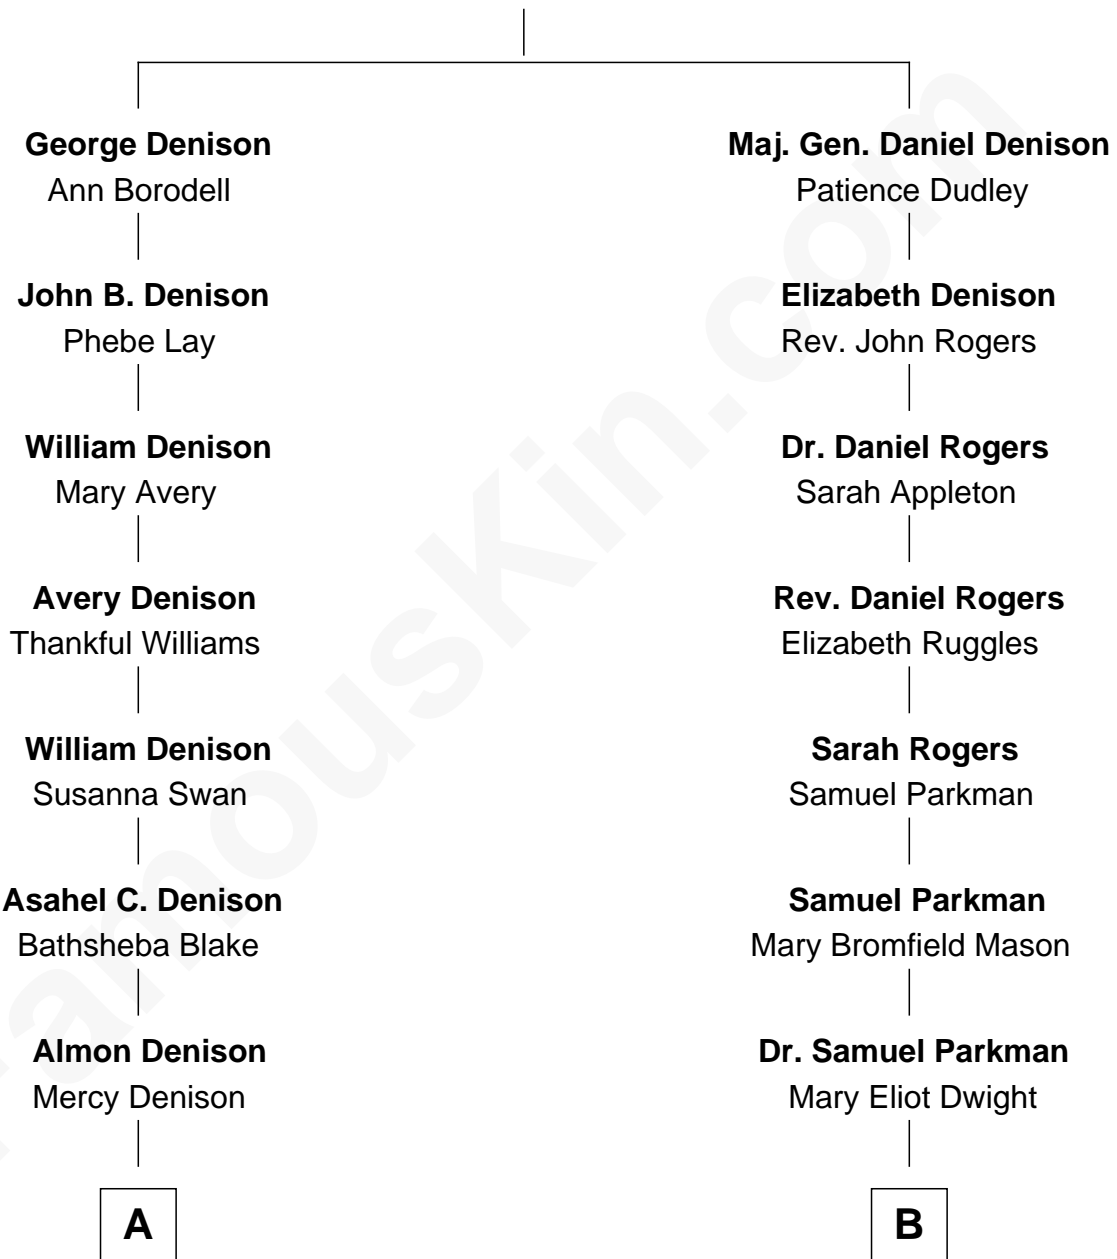 George Denison
Ann Borodell
Maj. Gen. Daniel Denison
Patience Dudley
John B. Denison
Phebe Lay
Elizabeth Denison
Rev. John Rogers
William Denison
Mary Avery
Dr. Daniel Rogers
Sarah Appleton
Avery Denison
Thankful Williams
Rev. Daniel Rogers
Elizabeth Ruggles
William Denison
Susanna Swan
Sarah Rogers
Samuel Parkman
Asahel C. Denison
Bathsheba Blake
Samuel Parkman
Mary Bromfield Mason
Almon Denison
Mercy Denison
Dr. Samuel Parkman
Mary Eliot Dwight
A
B
FamousKin.com